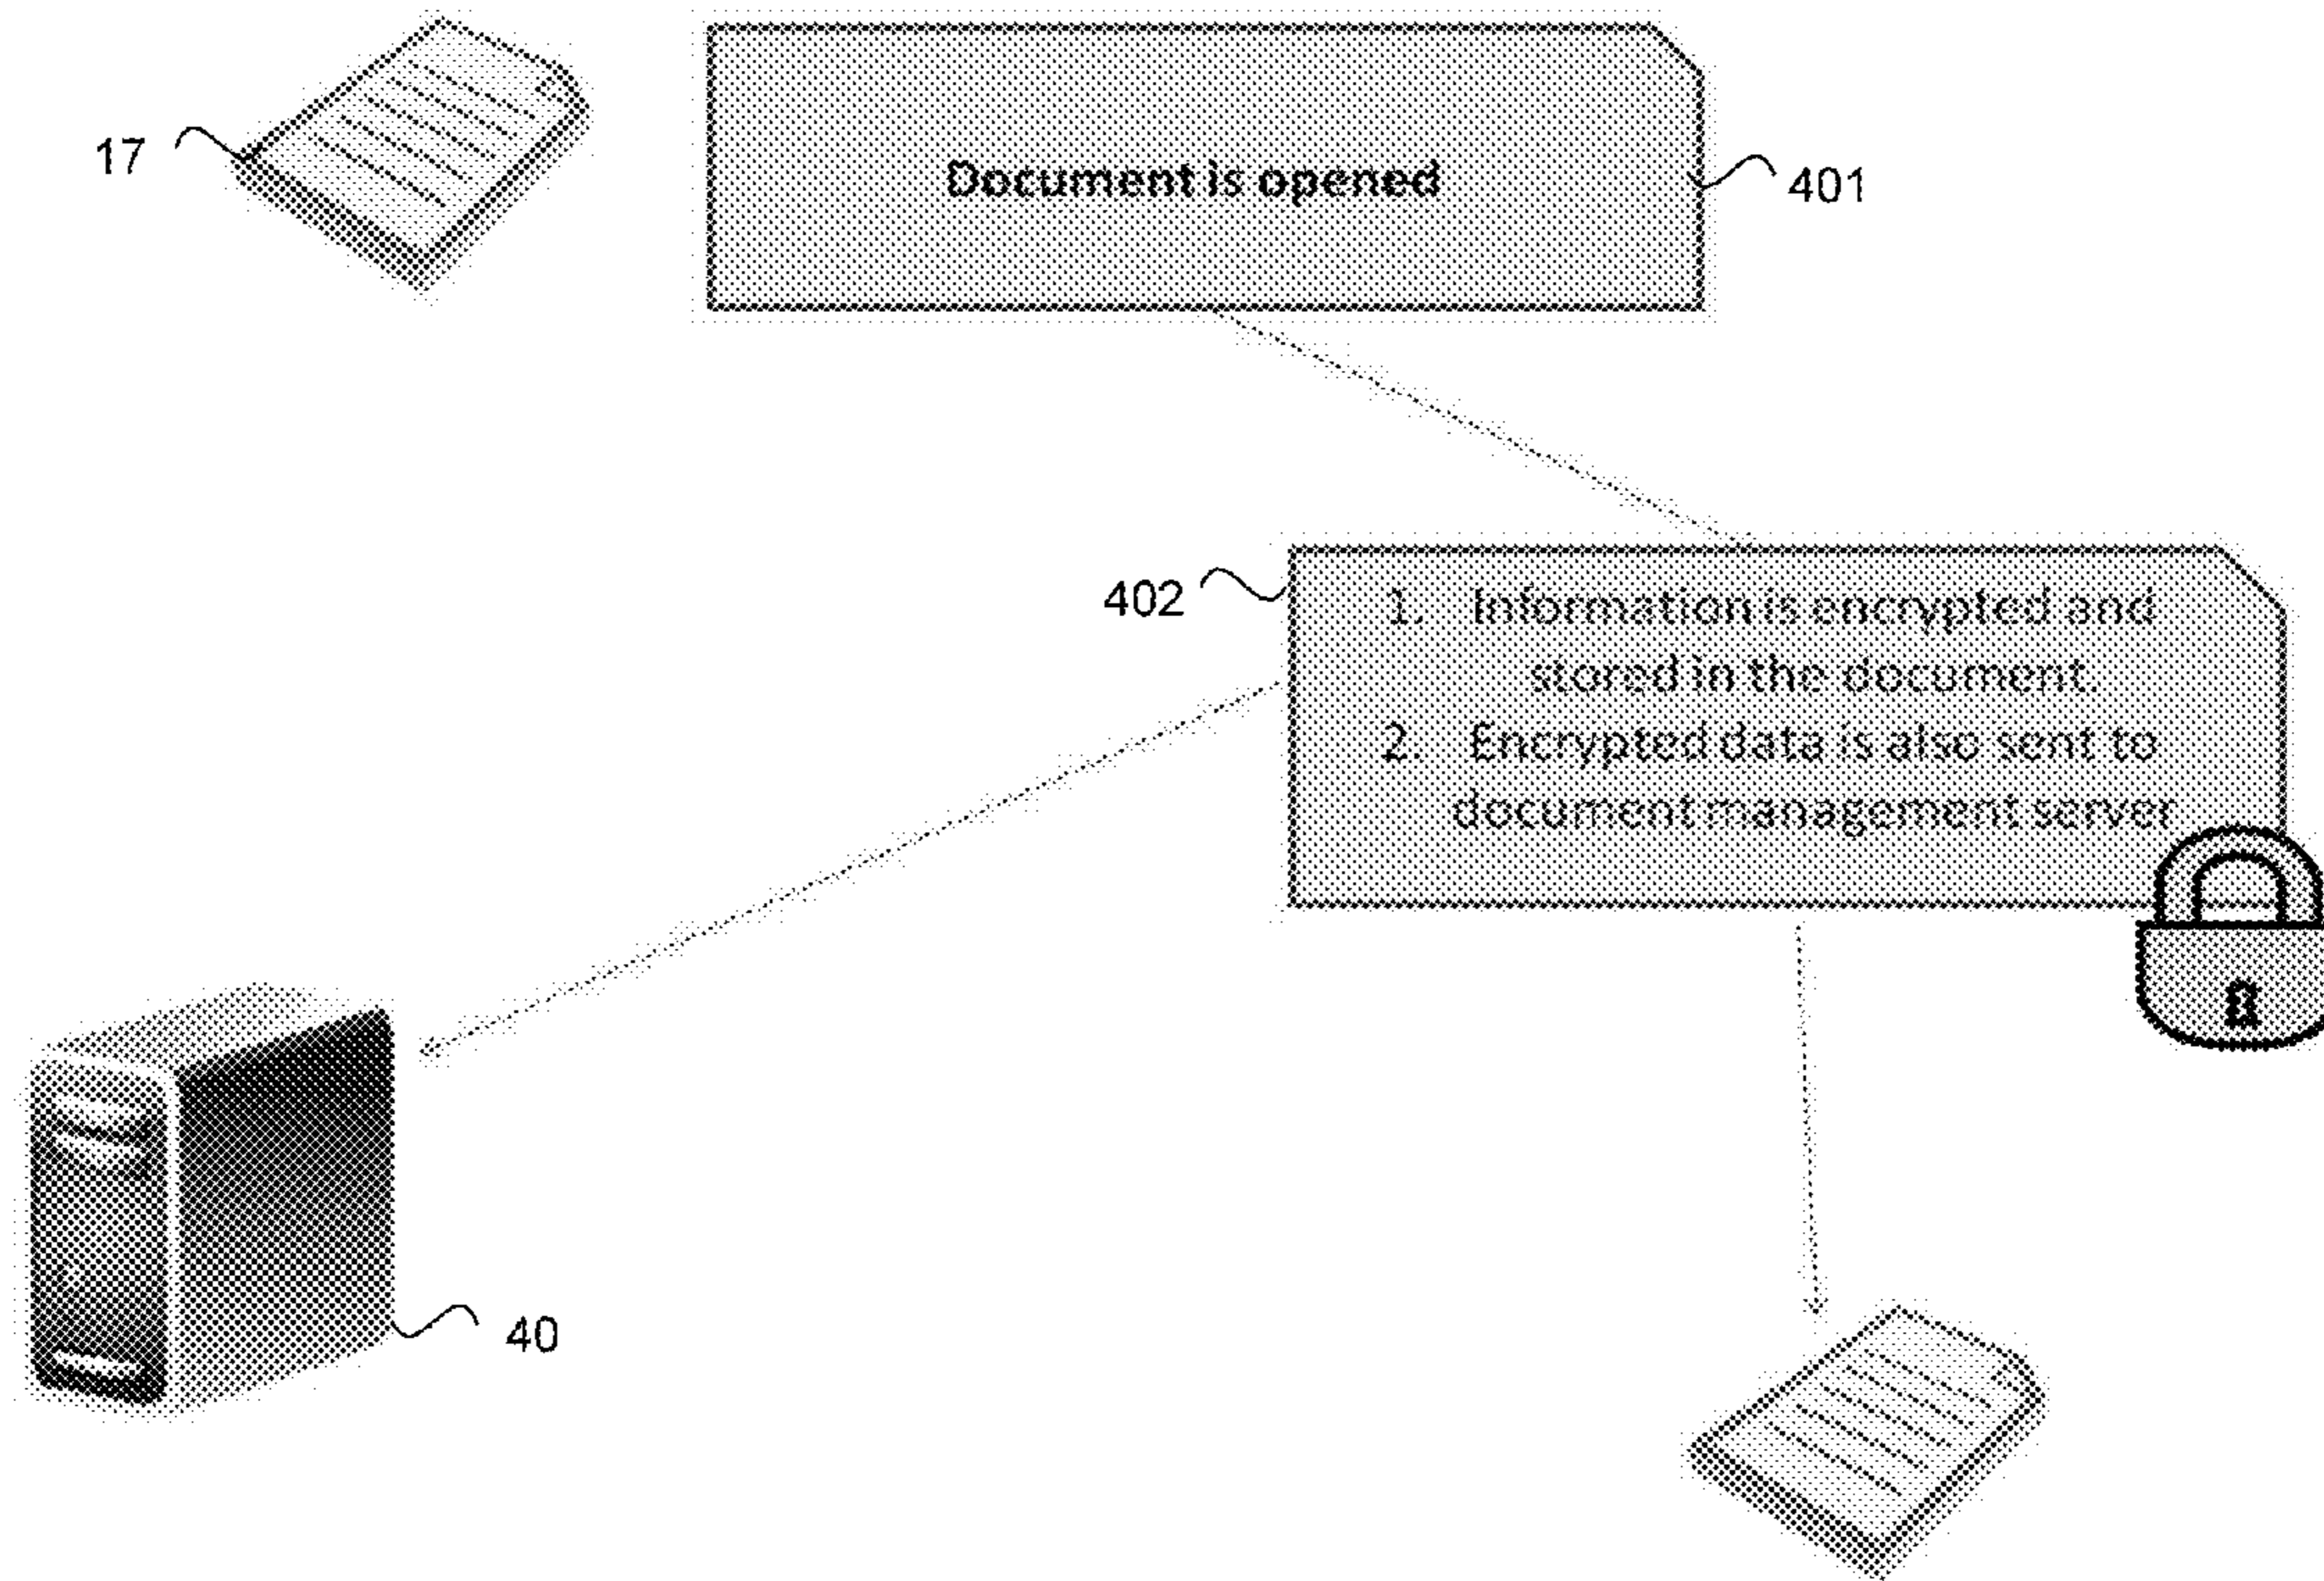 17
Document is opened
401
402
1. Information is encrypted and
stored in the document.
2. Encrypted data is also sent to
document management server
40